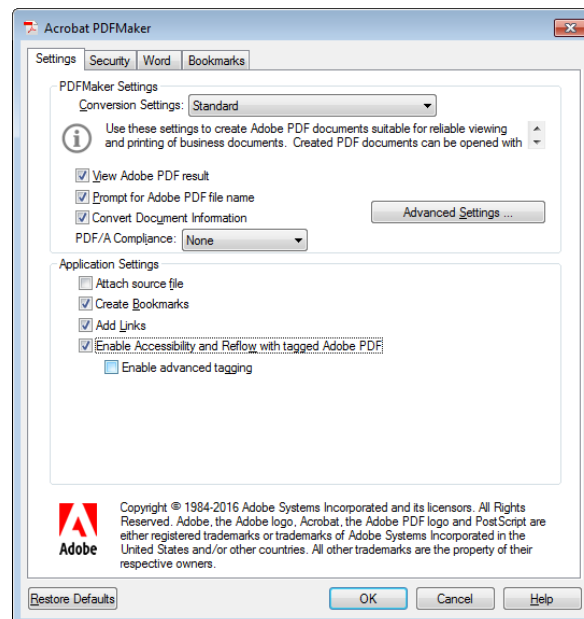 Acrobat PDFMaker
Settings Security Word Bookmarks
PDFMaker Settings
Conversion Settings: Standard
Use these settings to create Adobe PDF documents suitable for reliable viewing
and printing of business documents. Created PDF documents can be opened with
View Adobe PDF result
Prompt for Adobe PDF file name
Convert Document Information
Advanced Settings ...
PDF/A Compliance: None
Application Settings
Attach source file
Create Bookmarks
Add Links
Enable Accessibility and Reflow with tagged Adobe PDF
Enable advanced tagging
Copyright © 1984-2016 Adobe Systems Incorporated and its licensors. All Rights
Reserved. Adobe, the Adobe logo, Acrobat, the Adobe PDF logo and PostScript are
either registered trademarks or trademarks of Adobe Systems Incorporated in the
United States and/or other countries. All other trademarks are the property of their
respective owners.
Adobe
Restore Defaults OK Cancel Help